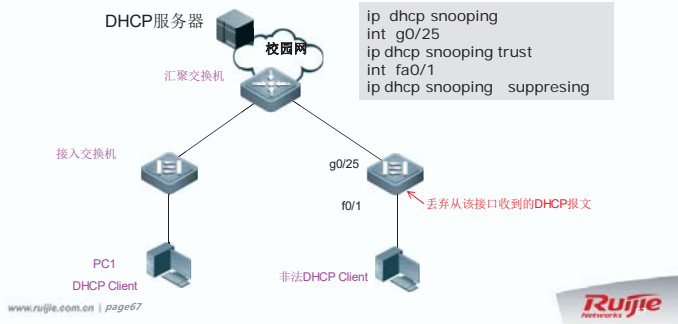 DHCP服务器
校园网
汇聚交换机
ip dhcp snooping
int g0/25
ip dhcp snooping trust
int fa0/1
ip dhcp snooping suppresing
接入交换机
g0/25
f0/1
丢弃从该接口收到的DHCP报文
PC1
DHCP Client
非法DHCP Client
www.ruijie.com.cn | page67
Ruijie
Networks